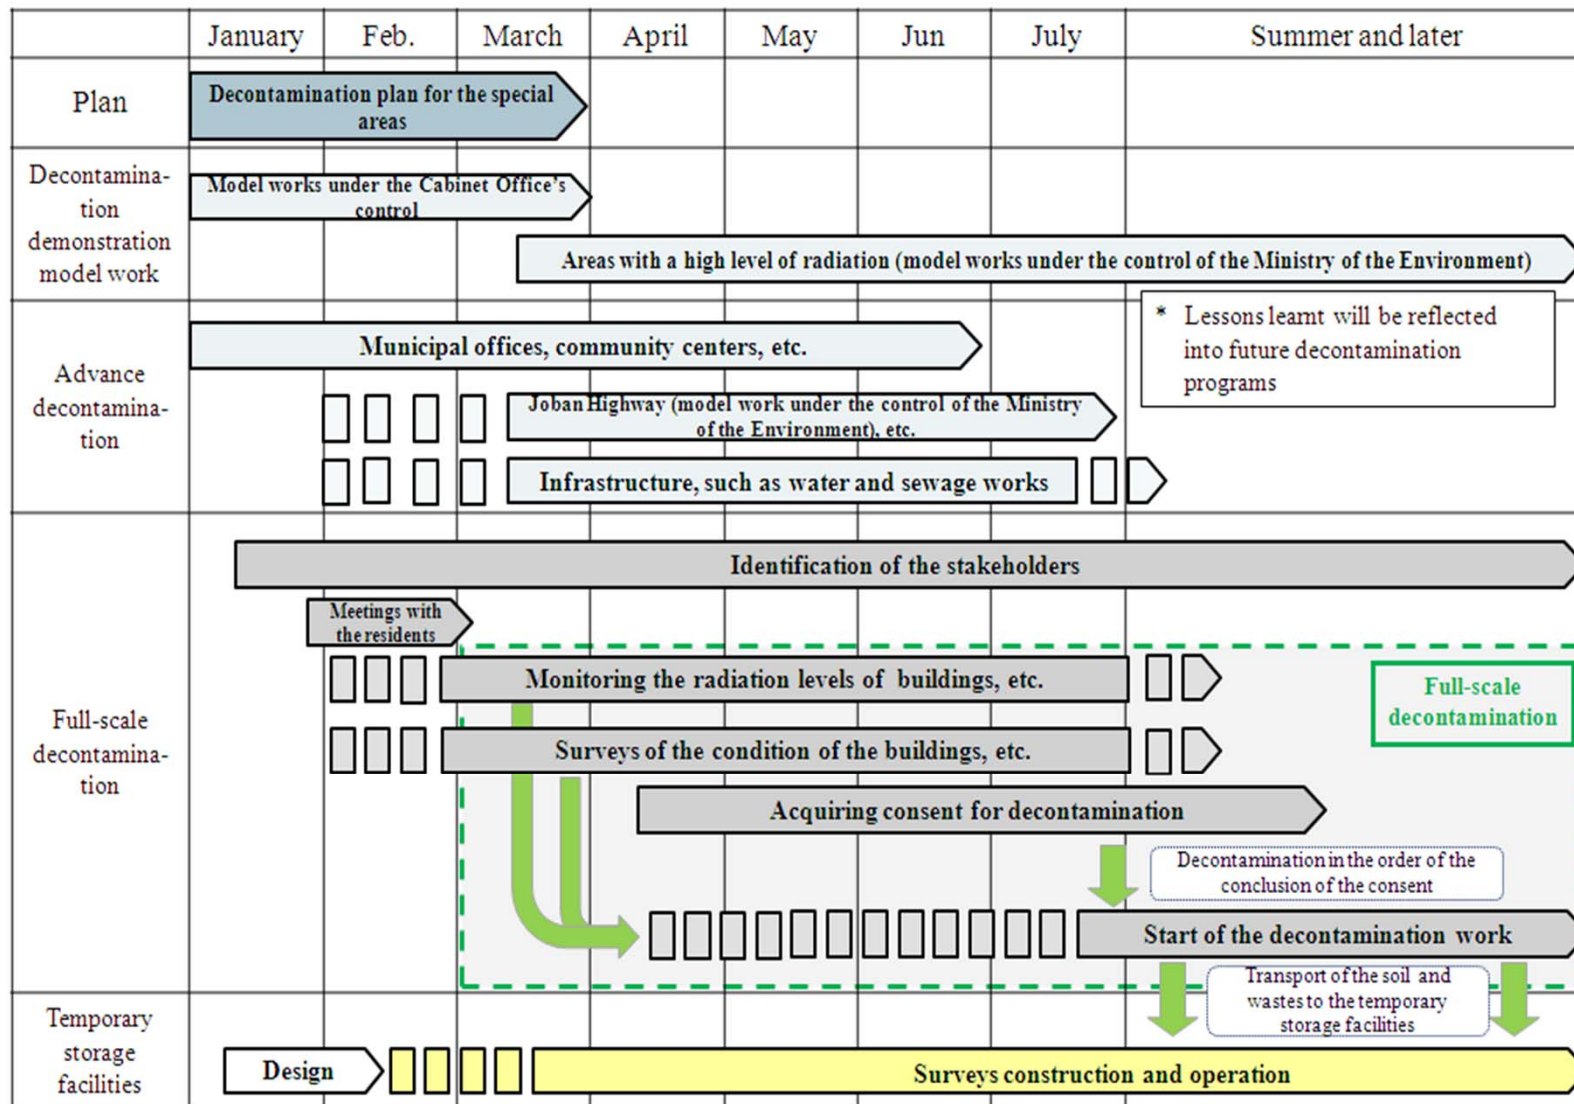 January Feb. March April May Jun July Summer and later
Plan
Decontamination plan for the special
areas
Decontamina-
tion
demonstration
model work
Model works under the Cabinet Office's
control
Areas with a high level of radiation (model works under the control of the Ministry of the Environment)
* Lessons learnt will be reflected
into future decontamination
programs
Advance
decontamina-
tion
Municipal offices, community centers, etc.
Joban Highway (model work under the control of the Ministry
of the Environment), etc.
Infrastructure, such as water and sewage works
Full-scale
decontamina-
tion
Identification of the stakeholders
Meetings with
the residents
Monitoring the radiation levels of buildings, etc.
Full-scale
decontamination
Surveys of the condition of the buildings, etc.
Acquiring consent for decontamination
Decontamination in the order of the
conclusion of the consent
Start of the decontamination work
Transport of the soil and
wastes to the temporary
storage facilities
Temporary
storage
facilities
Design
Surveys construction and operation